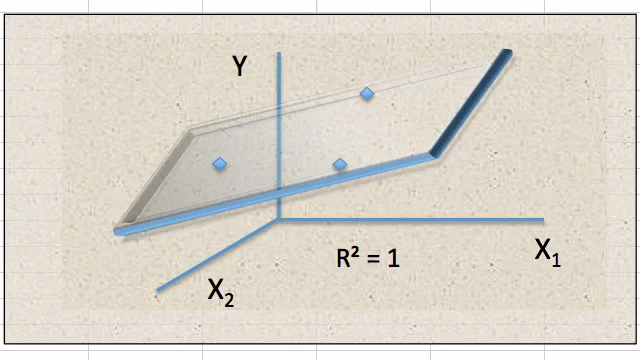 Y
X₁
R² = 1
X₂